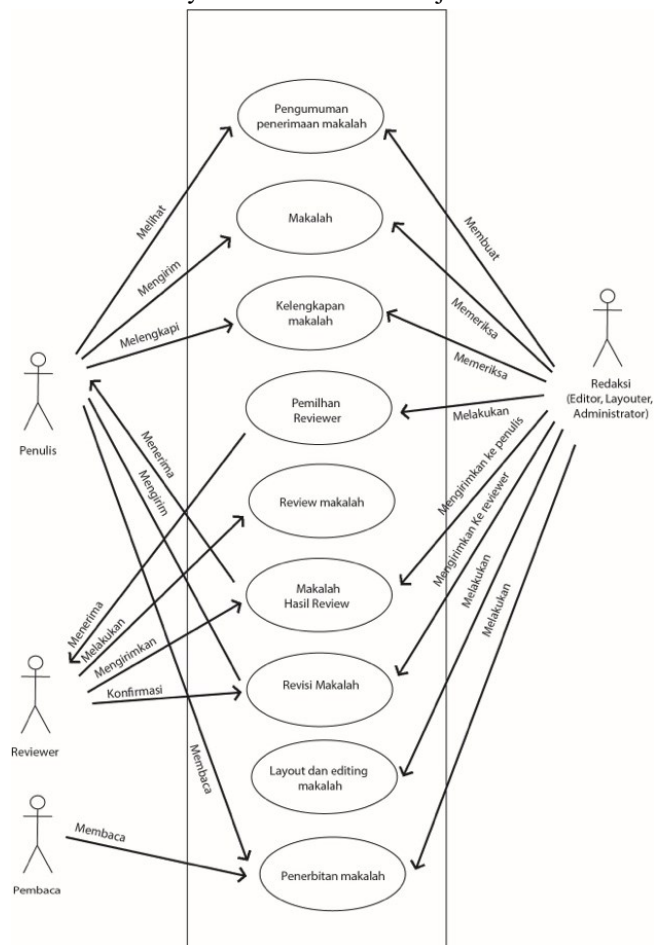 Pengumuman
penerimaan makalah
Makalah
Kelengkapan
makalah
Pemilhan
Reviewer
Review makalah
Makalah
Hasil Review
Revisi Makalah
Layout dan editing
makalah
Penerbitan makalah
Melihat
Mengirim
Melengkapi
Penulis
Menerima
Mengirim
Membaca
Menerima
Melakukan
Mengirimkan
Konfirmasi
Reviewer
Membaca
Pembaca
Membuat
Memeriksa
Memeriksa
Melakukan
Mengirimkan ke penulis
Mengirimkan Ke reviewer
Melakukan
Melakukan
Redaksi
(Editor, Layouter,
Administrator)